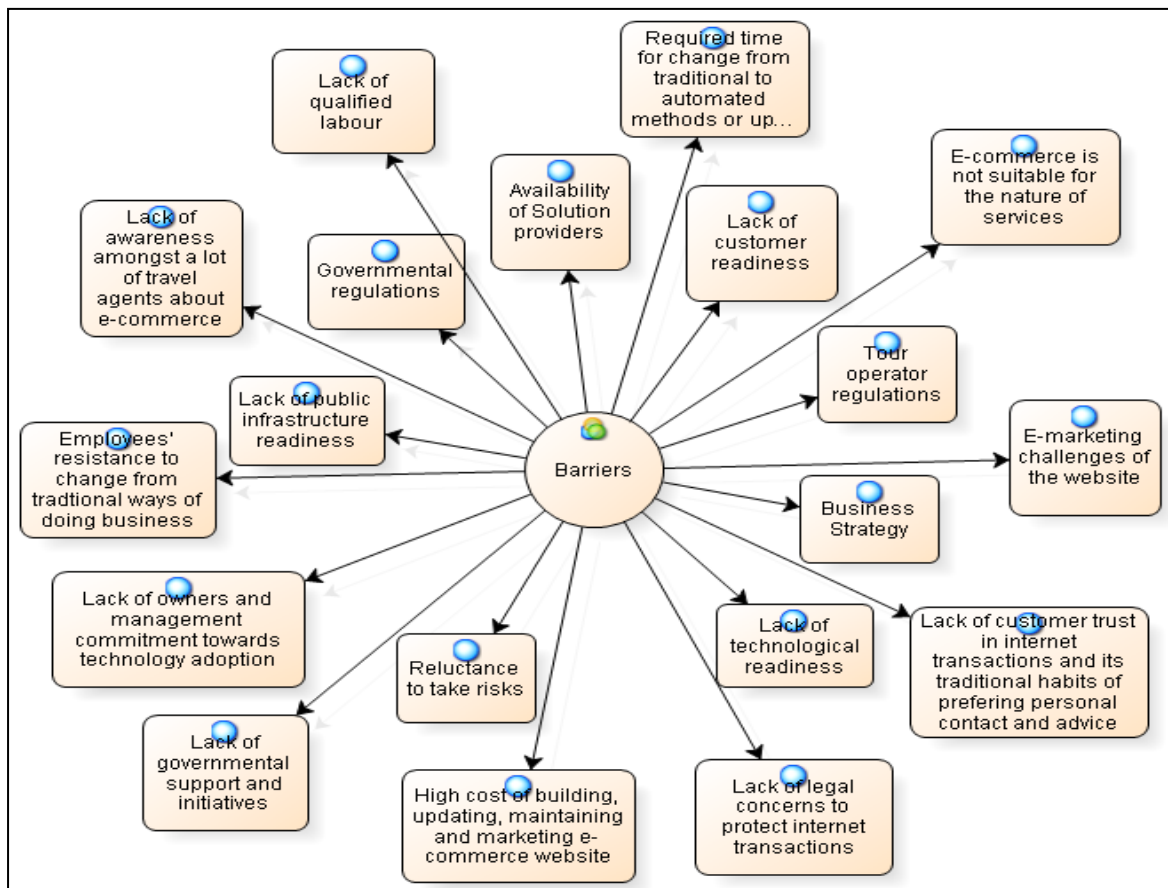 Required time
for change from
traditional to
automated
methods or up...
Lack of
qualified
labour
E-commerce is
not suitable for
the nature of
services
Availability
of Solution
providers
Lack of
customer
readiness
Lack of
awareness
amongst a lot
of travel
agents about
e-commerce
Governmental
regulations
Tour
operator
regulations
Lack of public
infrastructure
readiness
Employees'
resistance to
change from
tradtional ways of
doing business
Barriers
E-marketing
challenges of
the website
Business
Strategy
Lack of owners and
management
commitment towards
technology adoption
Reluctance
to take risks
Lack of
technological
readiness
Lack of customer trust
in internet
transactions and its
traditional habits of
prefering personal
contact and advice
Lack of
governmental
support and
initiatives
High cost of building,
updating, maintaining
and marketing e-
commerce website
Lack of legal
concerns to
protect internet
transactions